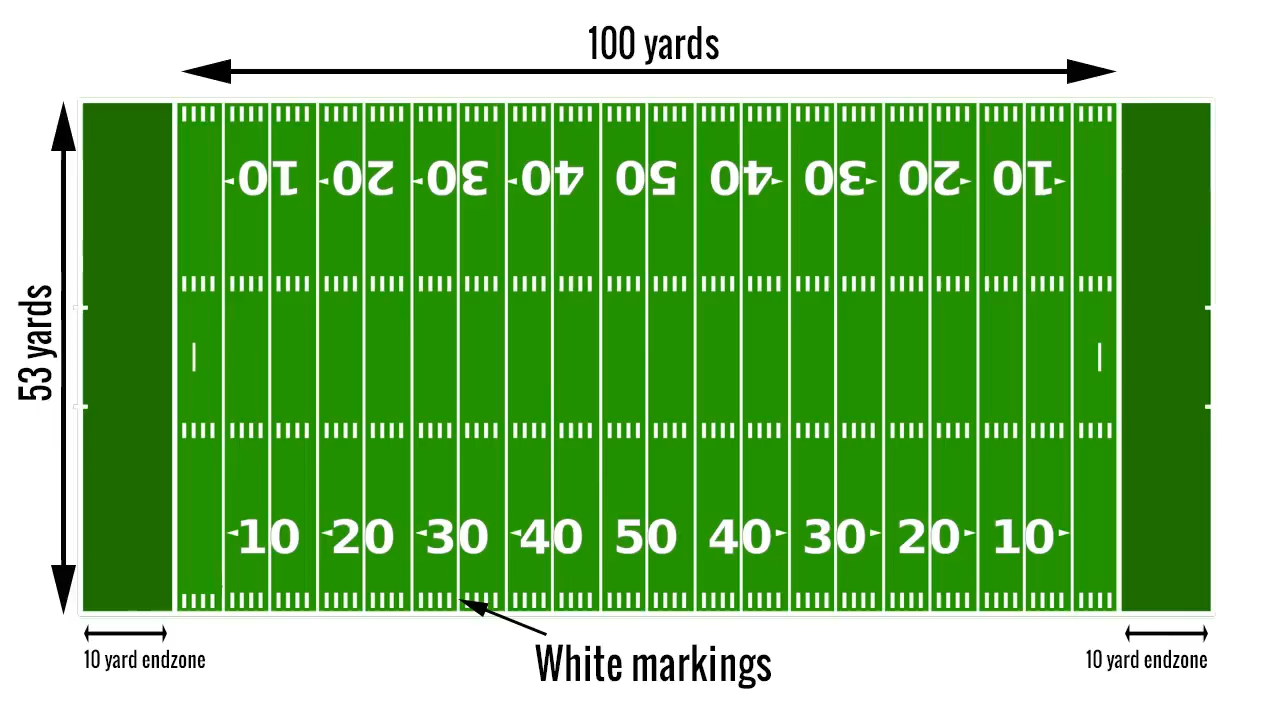 100 yards
10 20 30 40 50 40 30 20 10
53 yards
10 20 30 40 50 40 30 20 10
10 yard endzone
White markings
10 yard endzone